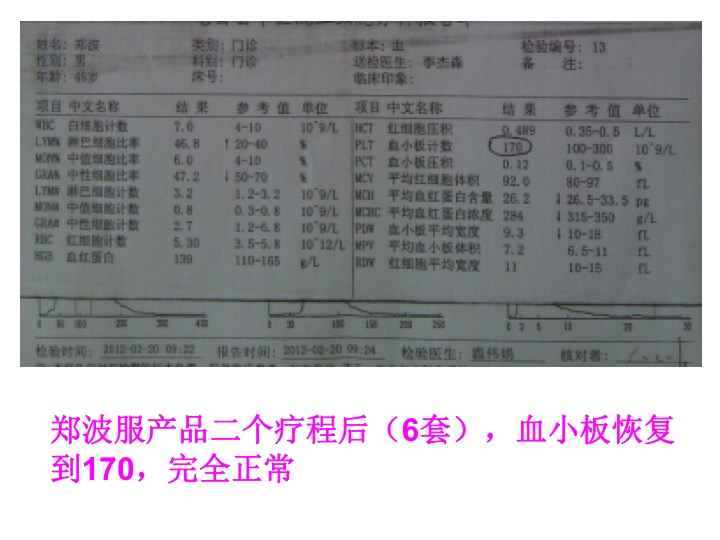 姓名: 郑波 类别: 门诊 标本: 血 检验编号: 13
性别: 男 科别: 门诊 送检医生: 李杰森 备 注:
年龄: 48岁 床号: 临床印象:
项目 中文名称 结 果 参 考 值 单位 项目 中文名称 结 果 参 考 值 单位
WBC 白细胞计数 7.0 4-10 10^9/L HCT 红细胞压积 0.489 0.35-0.5 L/L
LYM% 淋巴细胞比率 46.8 ↑ 20-40 % PLT 血小板计数 170 100-300 10^9/L
MON% 中值细胞比率 6.0 4-10 % PCT 血小板压积 0.12 0.1-0.5 %
GRA% 中性细胞比率 47.2 ↓ 50-70 % MCV 平均红细胞体积 92.0 80-97 fL
LYM# 淋巴细胞计数 3.2 1.2-3.2 10^9/L MCH 平均血红蛋白含量 26.2 ↓ 26.5-33.5 pg
MON# 中值细胞计数 0.8 0.3-0.8 10^9/L MCHC 平均血红蛋白浓度 284 ↓ 315-350 g/L
GRA# 中性细胞计数 2.7 1.2-6.8 10^9/L PDW 血小板平均宽度 9.3 ↓ 10-18 fL
RBC 红细胞计数 5.30 3.5-5.8 10^12/L MPV 平均血小板体积 7.2 6.5-11 fL
HGB 血红蛋白 139 110-165 g/L RDW 红细胞平均宽度 11 10-15 fL
检验时间: 2012-02-20 09:22 报告时间: 2012-02-20 09:24 检验医生: 温伟娟 核对者:
郑波服产品二个疗程后（6套），血小板恢复
到170，完全正常